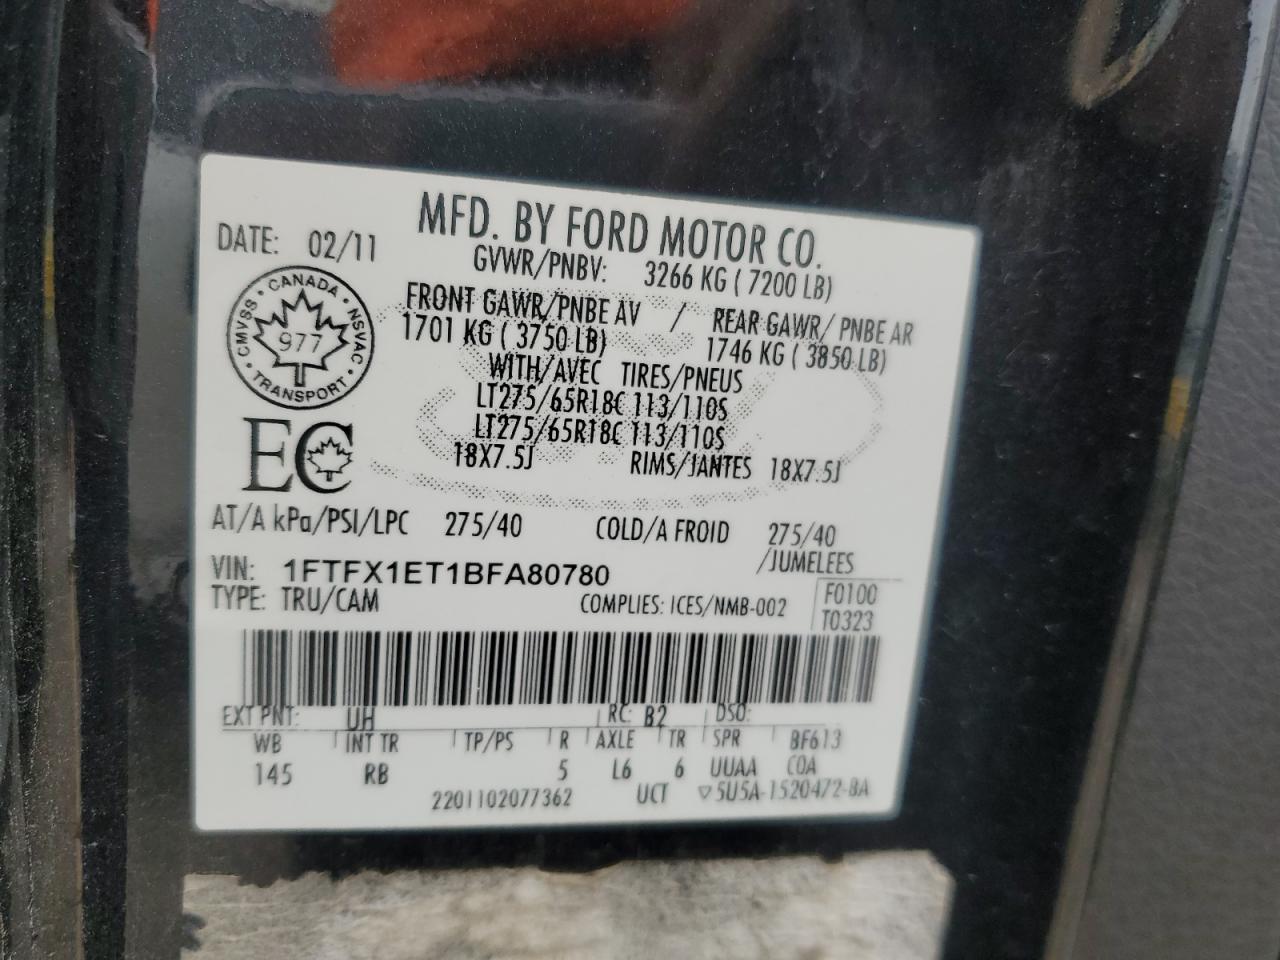 MFD. BY FORD MOTOR CO.
DATE: 02/11
GVWR/PNBV: 3266 KG ( 7200 LB)
FRONT GAWR/PNBE AV / REAR GAWR/ PNBE AR
1701 KG ( 3750 LB) 1746 KG ( 3850 LB)
WITH/AVEC TIRES/PNEUS
LT275/65R18C 113/110S
LT275/65R18C 113/110S
18X7.5J RIMS/JANTES 18X7.5J
CANADA · NSVAC · TRANSPORT · CMVSS
977
EC
AT/A kPa/PSI/LPC 275/40 COLD/A FROID 275/40
/JUMELEES
VIN: 1FTFX1ET1BFA80780
TYPE: TRU/CAM COMPLIES: ICES/NMB-002
F0100
T0323
EXT PNT: UH RC: B2 DSO:
WB INT TR TP/PS R AXLE TR SPR BF613
145 RB 5 L6 6 UUAA COA
2201102077362 UCT ▽5U5A-1520472-BA